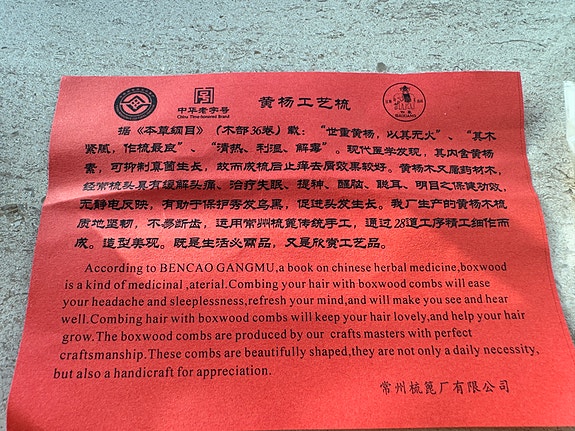 中华老字号
China Time-honored Brand
黄杨工艺梳
据《本草纲目》（木部36卷）载：“世重黄杨，以其无火”、“其木
紧腻，作梳最良”、“清热、利湿、解毒”。现代医学发现，其内含黄杨
素，可抑制真菌生长，故而成梳后止痒去屑效果较好。黄杨木又属药材木，
经常梳头具有缓解头痛、治疗失眠、提神、醒脑、聪耳、明目之保健功效，
无静电反映，有助于保护秀发乌黑，促进头发生长。我厂生产的黄杨木梳
质地坚韧，不易断齿，运用常州梳篦传统手工，通过28道工序精工细作而
成。造型美观。既是生活必需品，又是欣赏工艺品。
According to BENCAO GANGMU,a book on chinese herbal medicine,boxwood
is a kind of medicinal ,aterial.Combing your hair with boxwood combs will ease
your headache and sleeplessness,refresh your mind,and will make you see and hear
well.Combing hair with boxwood combs will keep your hair lovely,and help your hair
grow.The boxwood combs are produced by our crafts masters with perfect
craftsmanship.These combs are beautifully shaped,they are not only a daily necessity,
but also a handicraft for appreciation.
常州梳篦厂有限公司